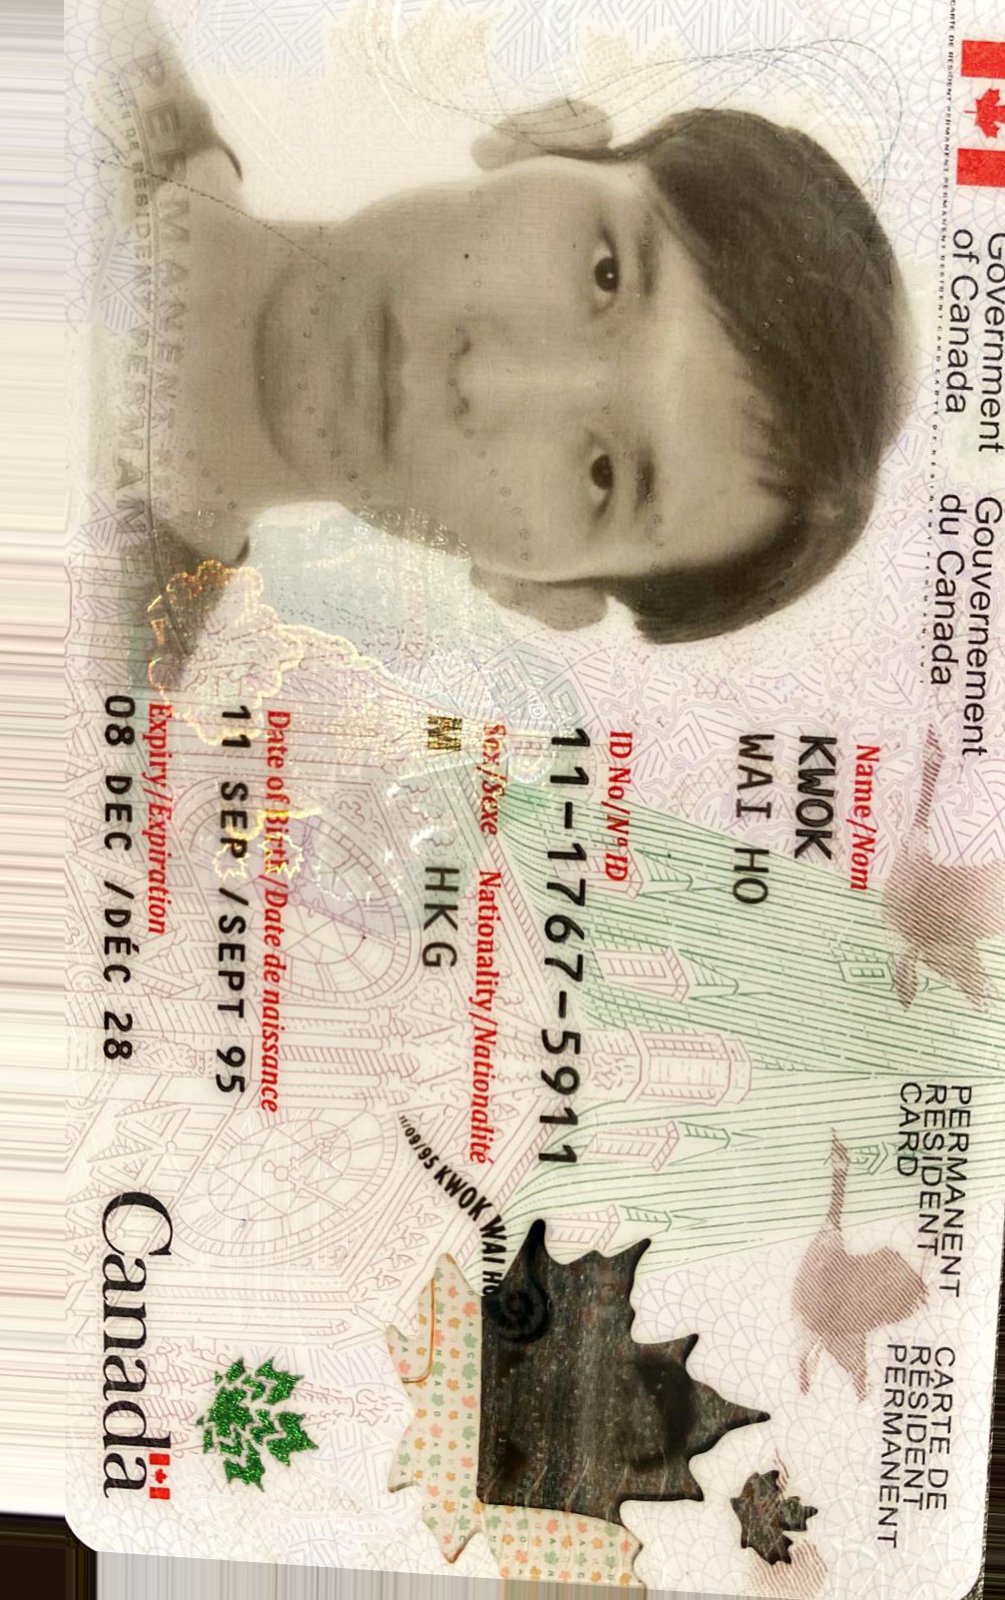 Government
of Canada
Gouvernement
du Canada
PERMANENT
RESIDENT
CARD
CARTE DE
RÉSIDENT
PERMANENT
Name/Nom
KWOK
WAI HO
ID No/Nº ID
11-1767-5911
Sex/Sexe Nationality/Nationalité
M HKG
Date of Birth/Date de naissance
11 SEP /SEPT 95
Expiry/Expiration
08 DEC /DÉC 28
11/09/95 KWOK WAI HO
Canada